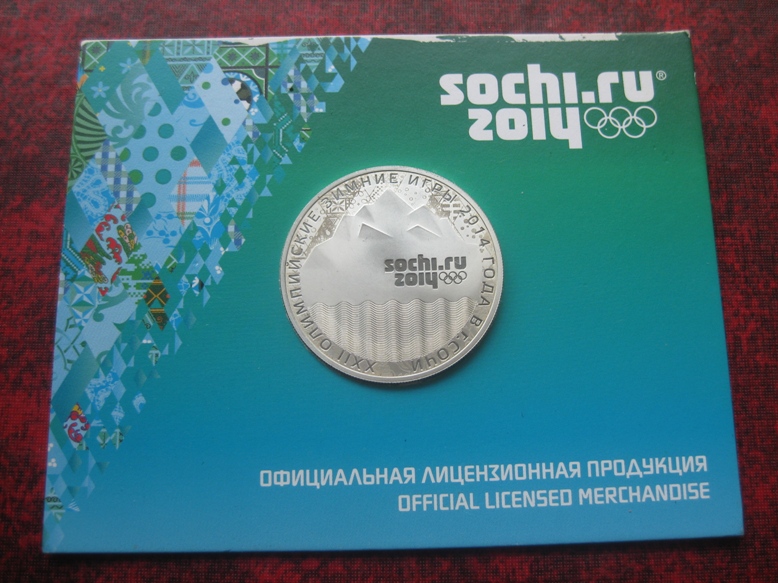 sochi.ru®
2014
XXII ОЛИМПИЙСКИЕ ЗИМНИЕ ИГРЫ 2014 ГОДА В Г.СОЧИ
sochi.ru
2014
ОФИЦИАЛЬНАЯ ЛИЦЕНЗИОННАЯ ПРОДУКЦИЯ
OFFICIAL LICENSED MERCHANDISE